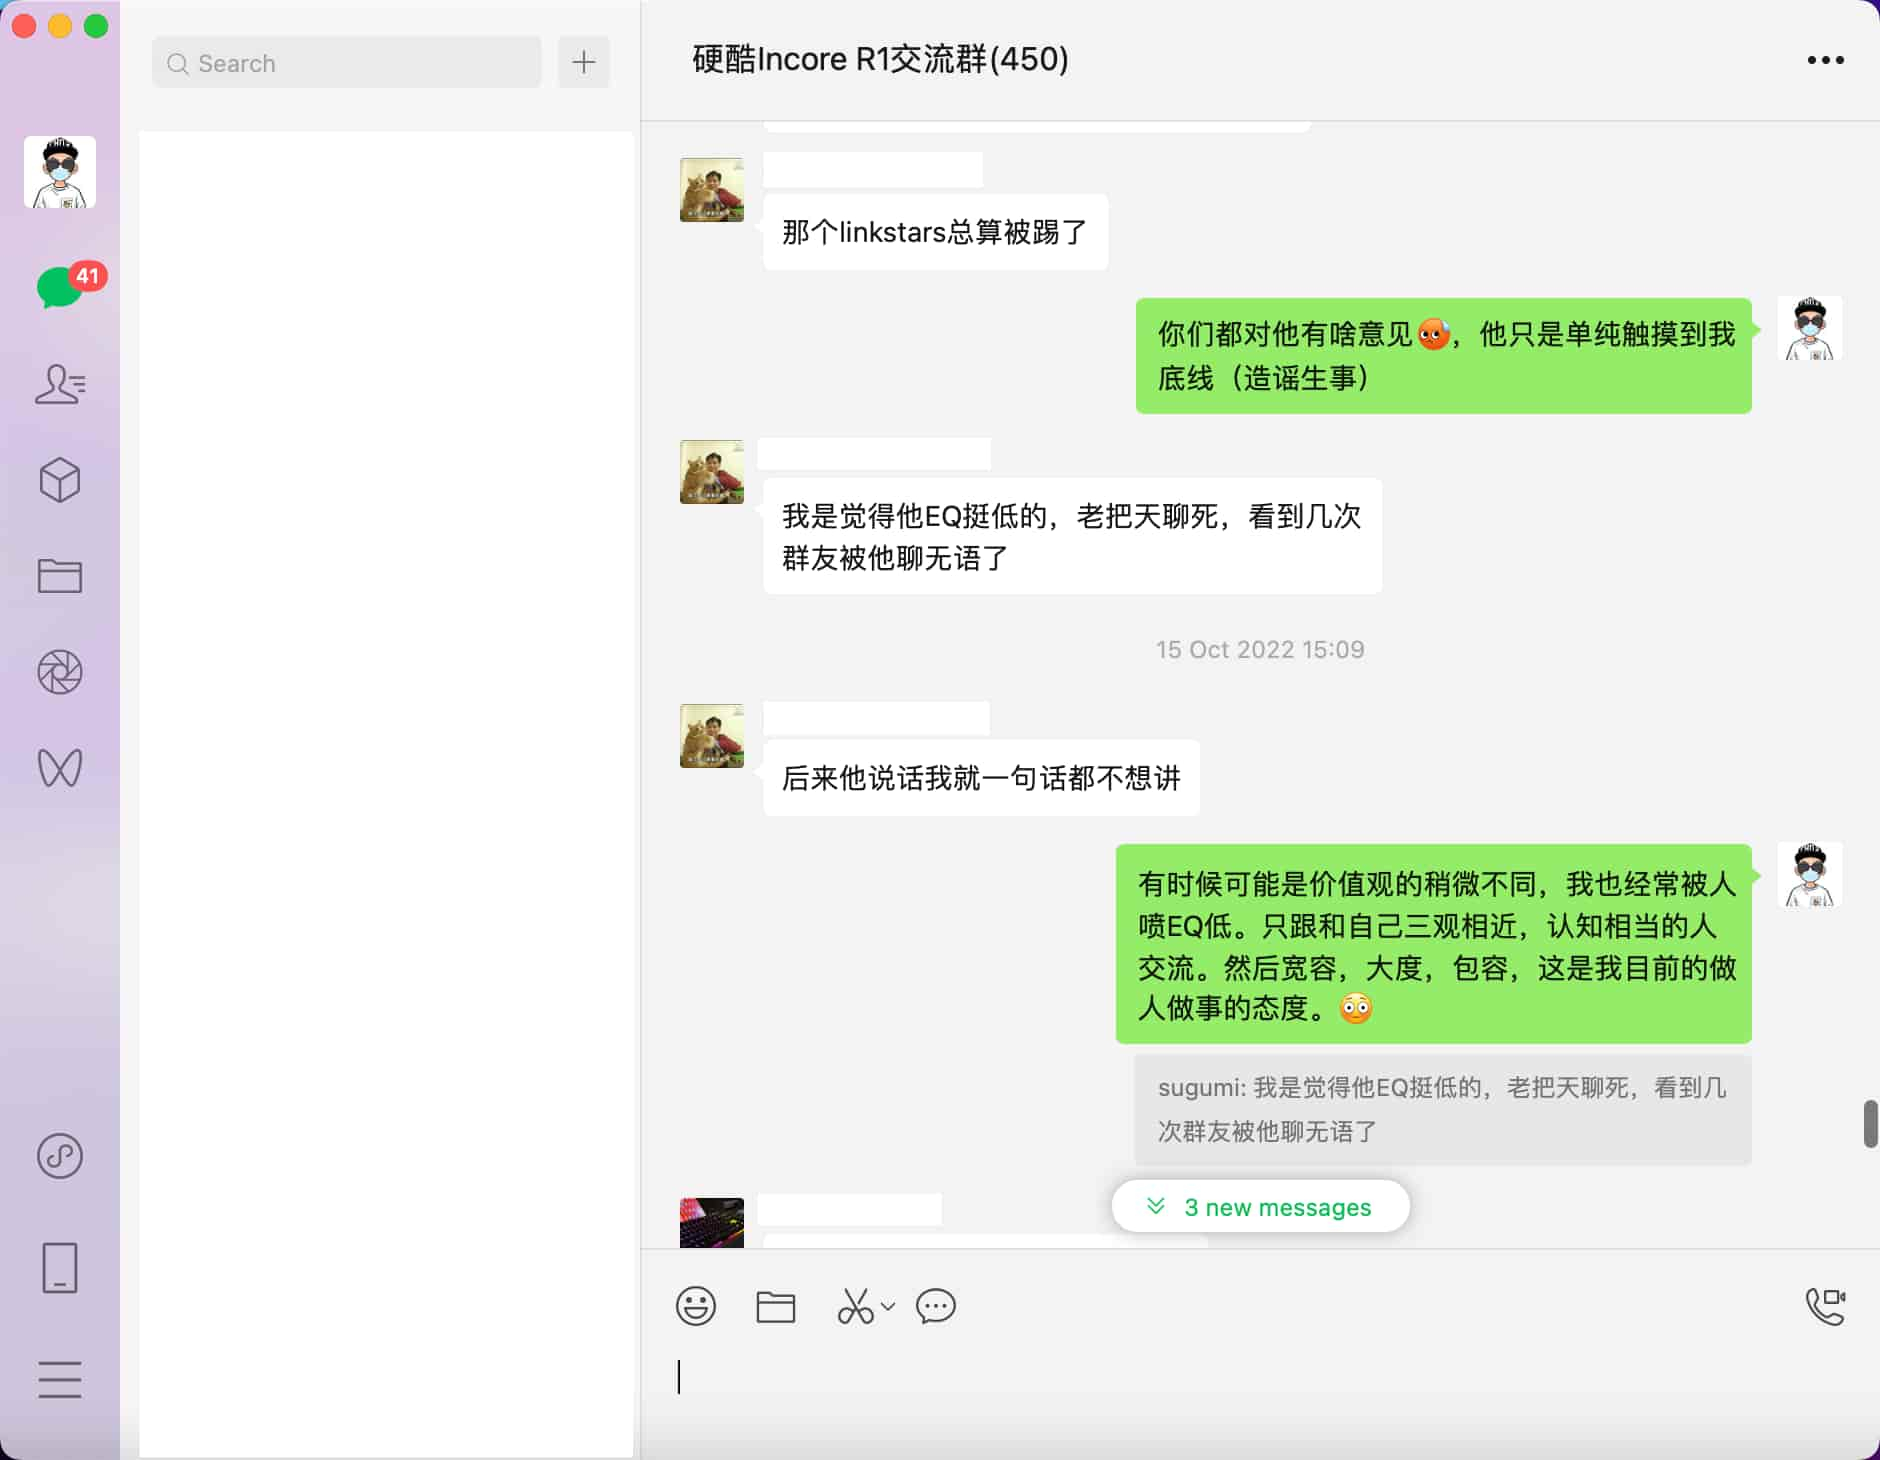 Search
硬酷Incore R1交流群(450)
41
那个linkstars总算被踢了
你们都对他有啥意见😡，他只是单纯触摸到我
底线（造谣生事）
我是觉得他EQ挺低的，老把天聊死，看到几次
群友被他聊无语了
15 Oct 2022 15:09
后来他说话我就一句话都不想讲
有时候可能是价值观的稍微不同，我也经常被人
喷EQ低。只跟和自己三观相近，认知相当的人
交流。然后宽容，大度，包容，这是我目前的做
人做事的态度。😳
sugumi: 我是觉得他EQ挺低的，老把天聊死，看到几
次群友被他聊无语了
3 new messages